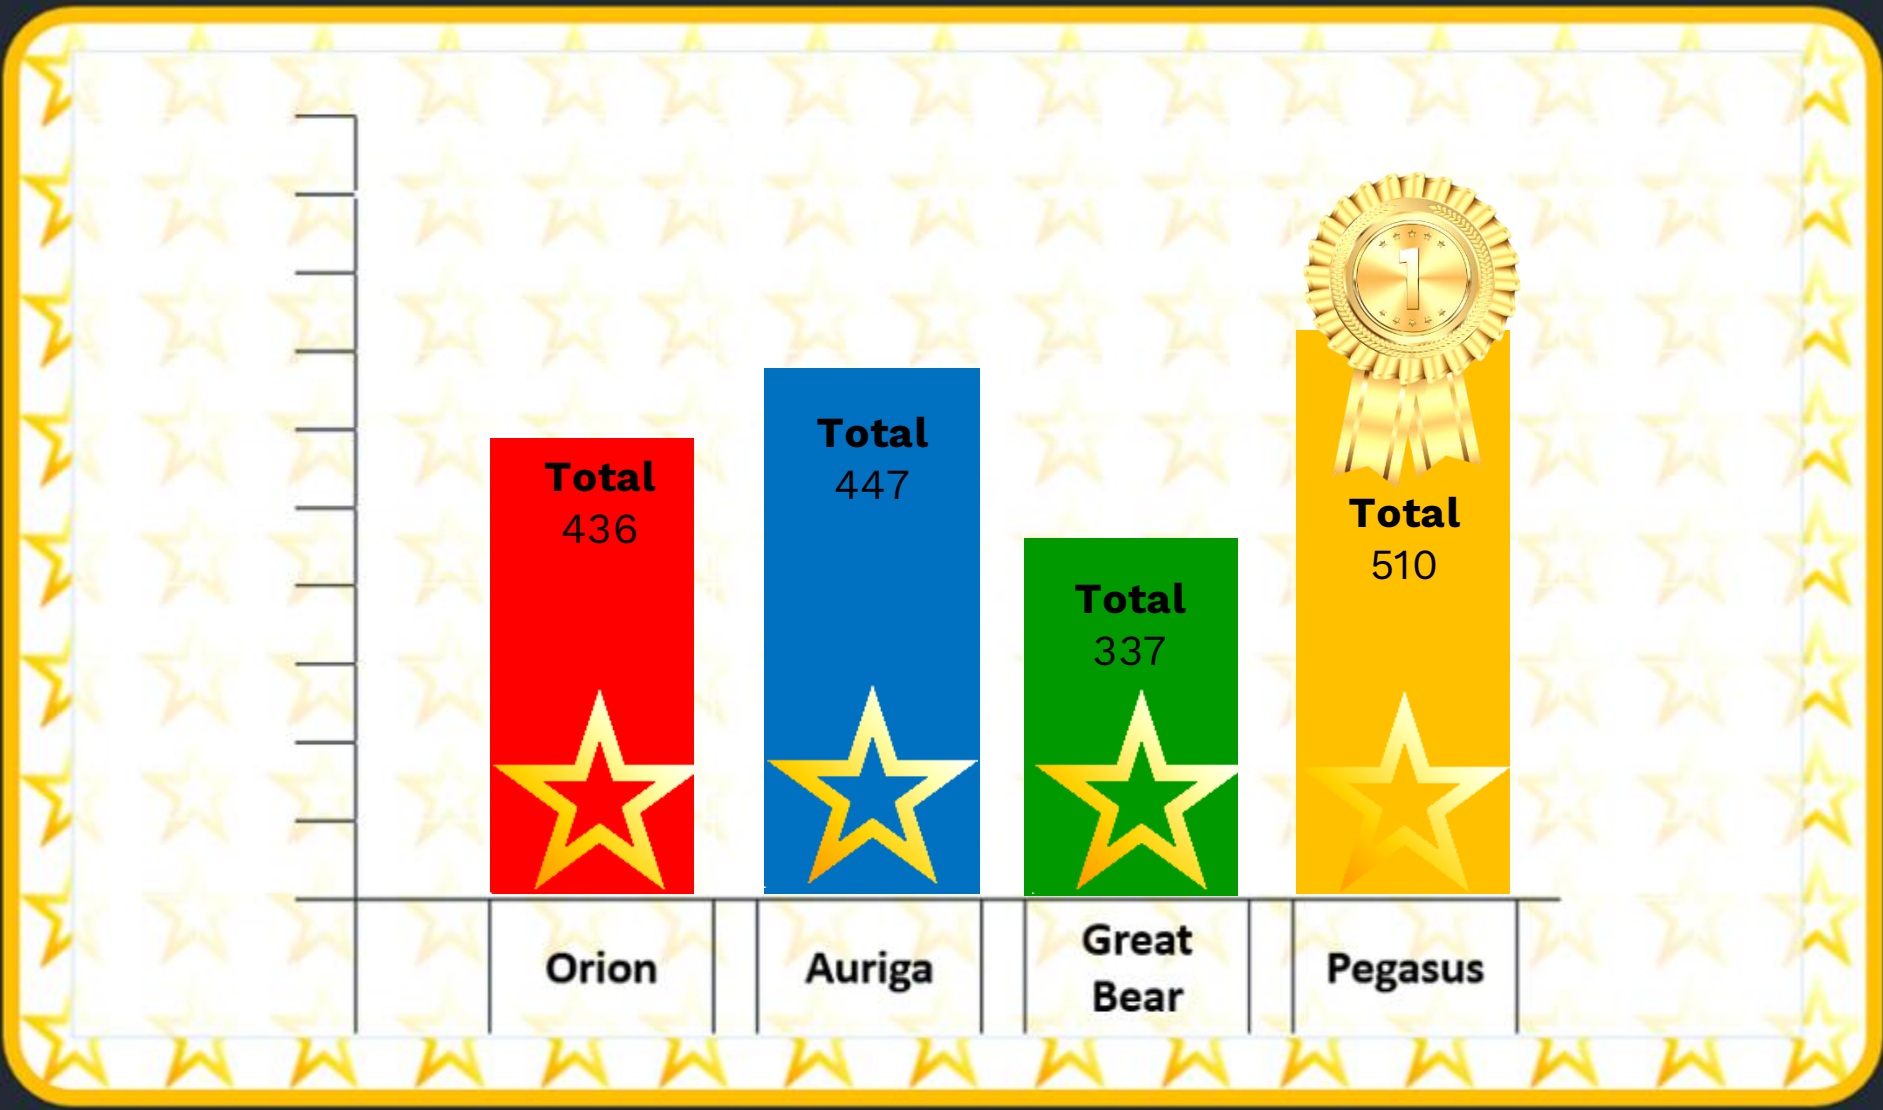 1
Total
436
Total
447
Total
337
Total
510
Orion
Auriga
Great
Bear
Pegasus